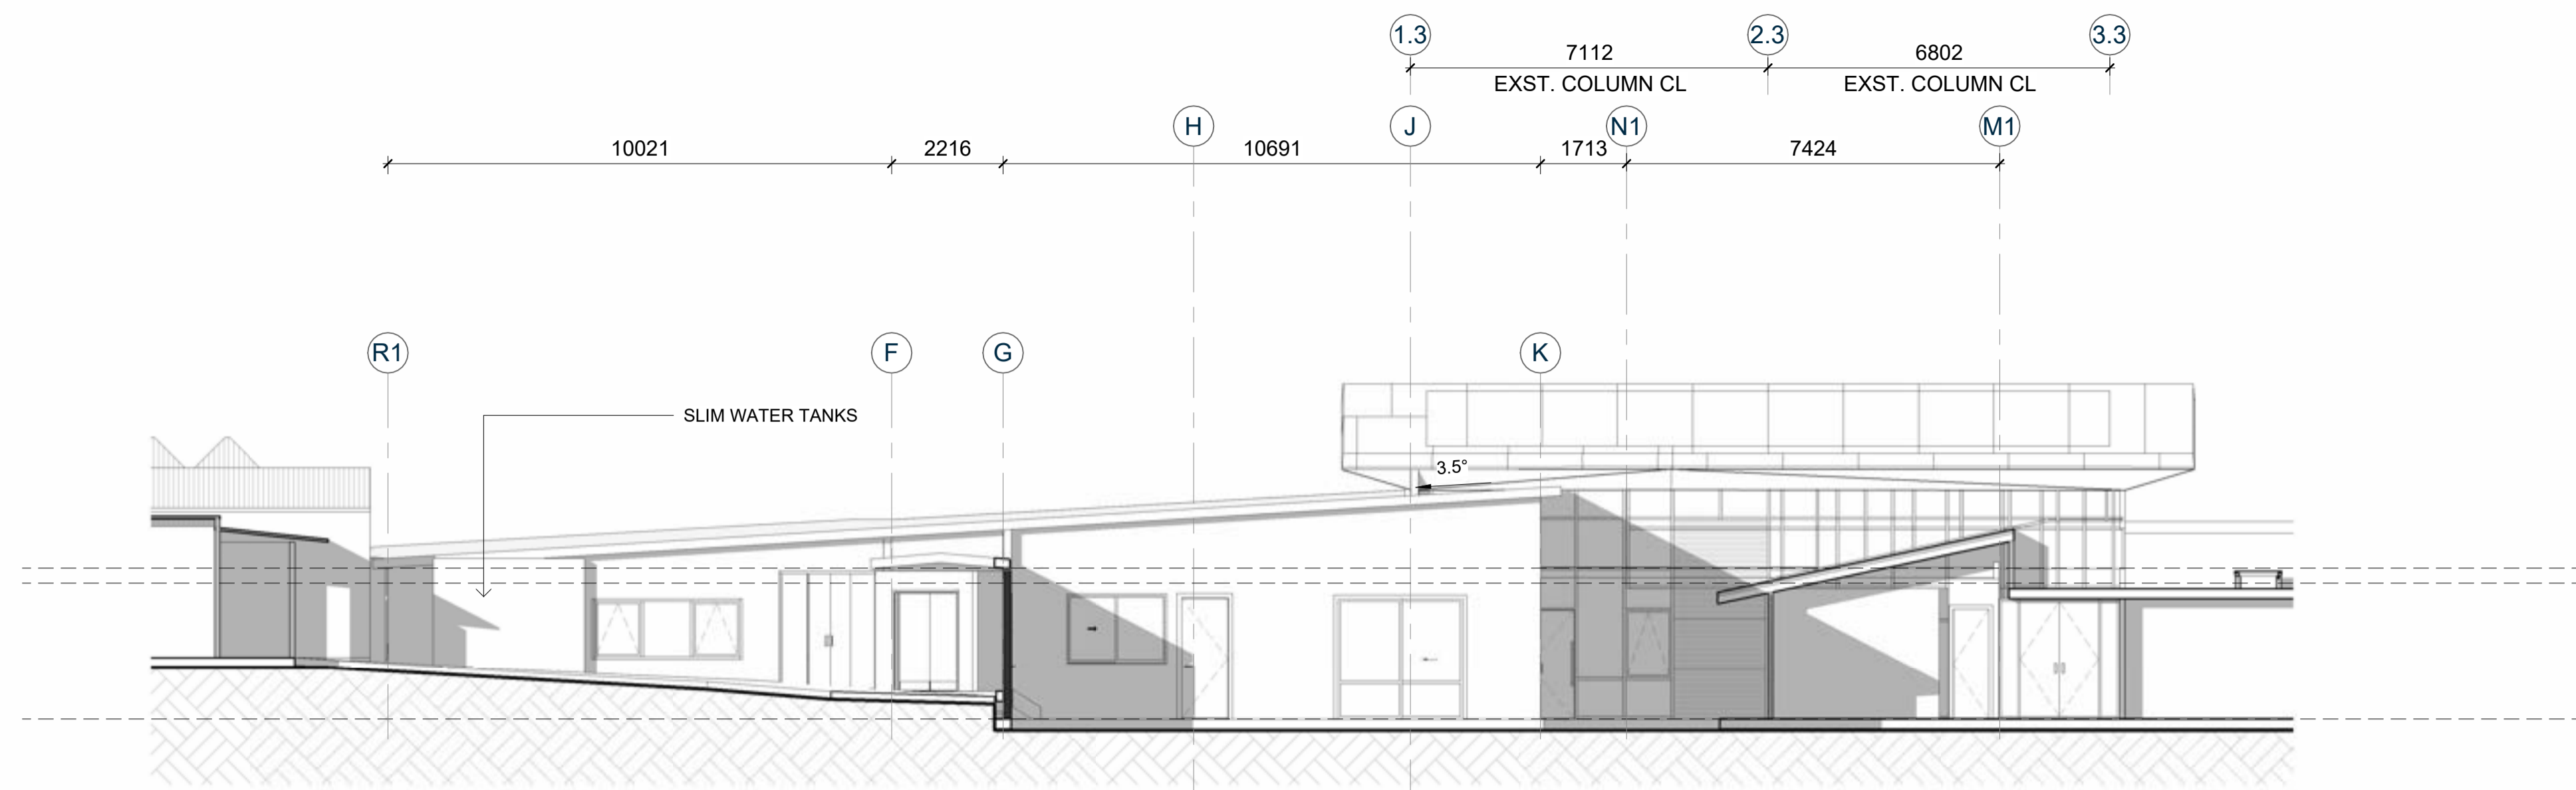 1.3 2.3 3.3
7112 6802
EXST. COLUMN CL EXST. COLUMN CL
H J N1 M1
10021 2216 10691 1713 7424
R1 F G K
SLIM WATER TANKS
3.5°